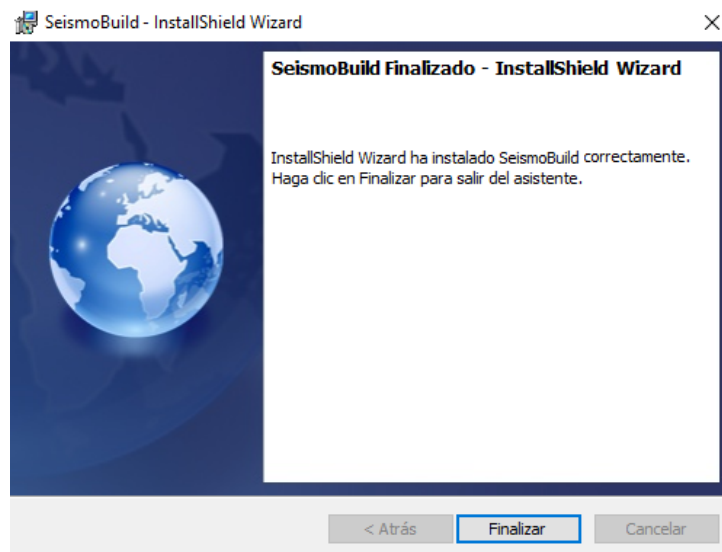 SeismoBuild - InstallShield Wizard
SeismoBuild Finalizado - InstallShield Wizard
InstallShield Wizard ha instalado SeismoBuild correctamente.
Haga clic en Finalizar para salir del asistente.
< Atrás
Finalizar
Cancelar